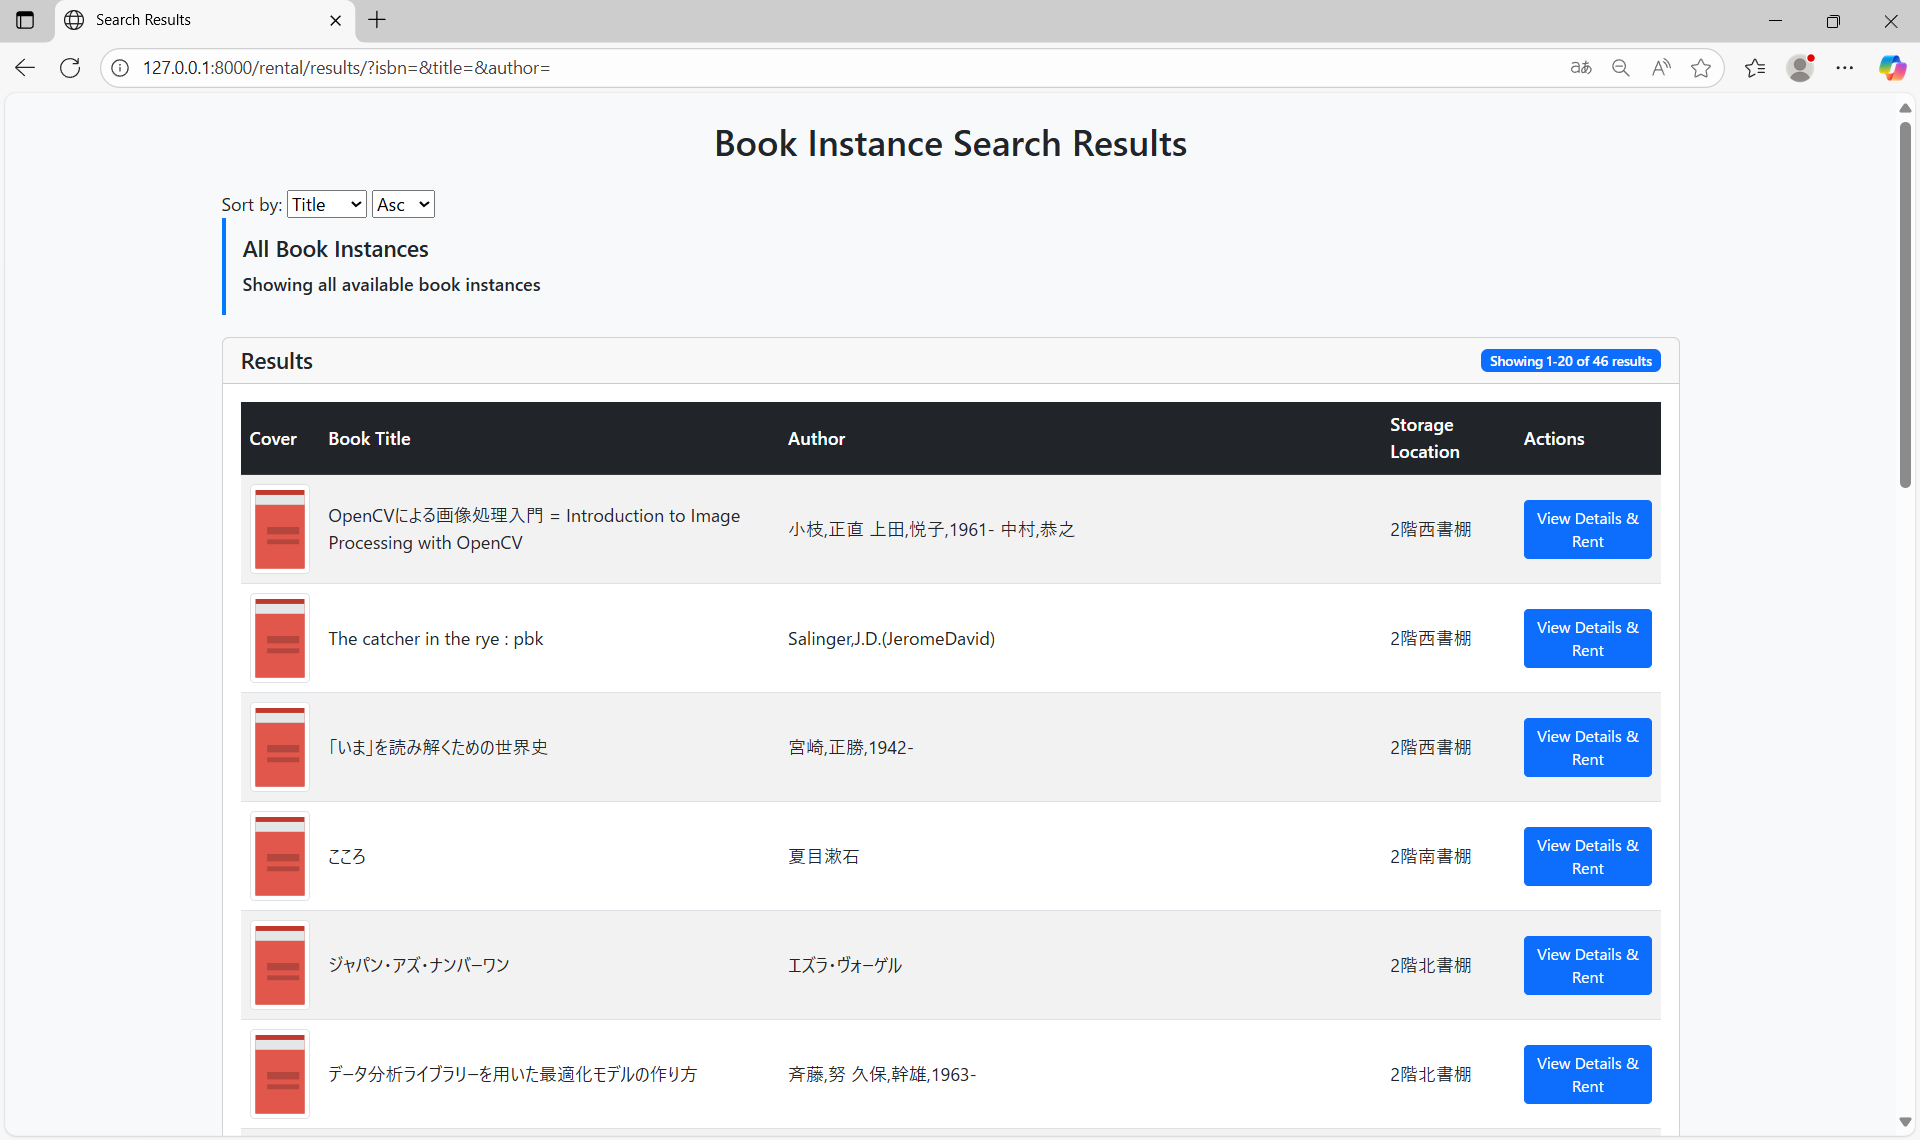 Search Results
127.0.0.1:8000/rental/results/?isbn=&title=&author=
Book Instance Search Results
Sort by: Title Asc
All Book Instances
Showing all available book instances
Results
Showing 1-20 of 46 results
Cover Book Title Author Storage Location Actions
OpenCVによる画像処理入門 = Introduction to Image
Processing with OpenCV
小枝,正直 上田,悦子,1961- 中村,恭之
2階西書棚
View Details &
Rent
The catcher in the rye : pbk
Salinger,J.D.(JeromeDavid)
2階西書棚
View Details &
Rent
「いま」を読み解くための世界史
宮崎,正勝,1942-
2階西書棚
View Details &
Rent
こころ
夏目漱石
2階南書棚
View Details &
Rent
ジャパン・アズ・ナンバーワン
エズラ・ヴォーゲル
2階北書棚
View Details &
Rent
データ分析ライブラリーを用いた最適化モデルの作り方
斉藤,努 久保,幹雄,1963-
2階北書棚
View Details &
Rent